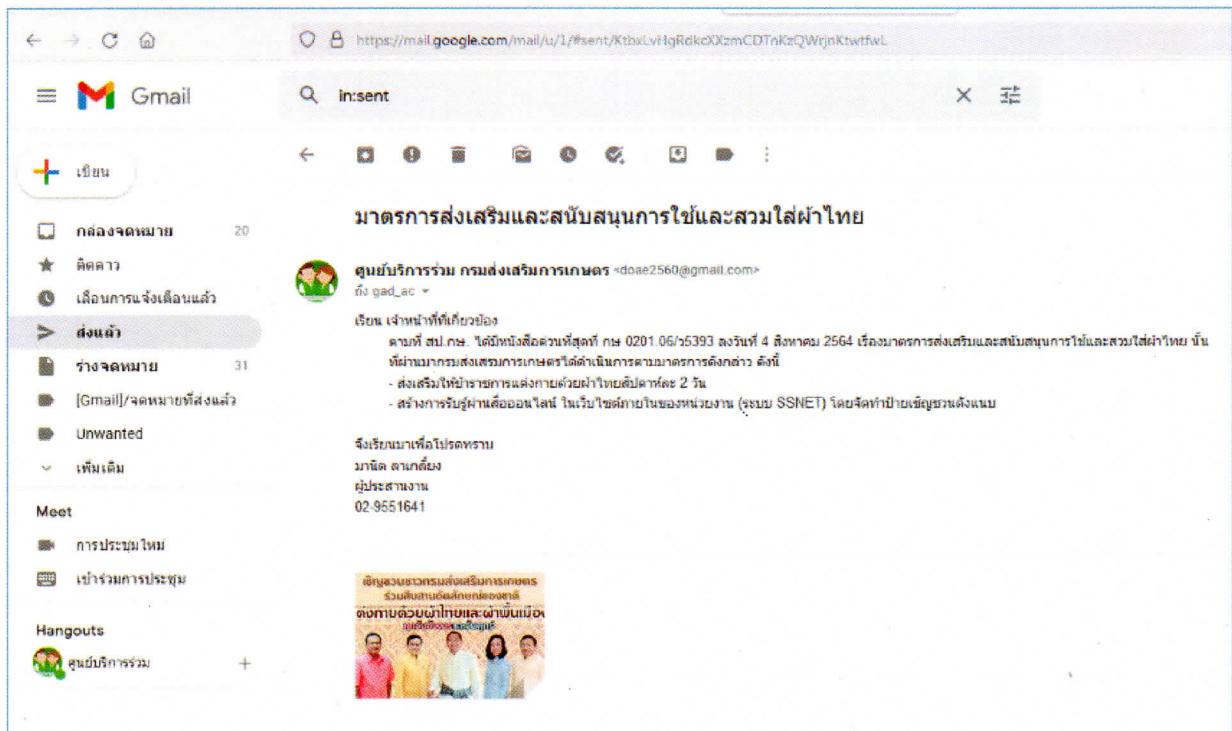 https://mail.google.com/mail/u/1/#sent/KtbxLvHgRdkcXXzmCDTnKzQWrjnKtwtfwL
Gmail
in:sent
เขียน
มาตรการส่งเสริมและสนับสนุนการใช้และสวมใส่ผ้าไทย
กล่องจดหมาย 20
ติดดาว
เลื่อนการแจ้งเตือนแล้ว
ส่งแล้ว
ร่างจดหมาย 31
[Gmail]/จดหมายที่ส่งแล้ว
Unwanted
เพิ่มเติม
Meet
การประชุมใหม่
เข้าร่วมการประชุม
Hangouts
ศูนย์บริการร่วม
ศูนย์บริการร่วม กรมส่งเสริมการเกษตร <doae2560@gmail.com>
ถึง gad_ac
เรียน เจ้าหน้าที่ที่เกี่ยวข้อง
ตามที่ สป.กษ. ได้มีหนังสือด่วนที่สุดที่ กษ 0201.06/ว5393 ลงวันที่ 4 สิงหาคม 2564 เรื่องมาตรการส่งเสริมและสนับสนุนการใช้และสวมใส่ผ้าไทย นั้น
ที่ผ่านมากรมส่งเสรมการเกษตรได้ดำเนินการตามมาตรการดังกล่าว ดังนี้
- ส่งเสริมให้ข้าราชการแต่งกายด้วยผ้าไทยสัปดาห์ละ 2 วัน
- สร้างการรับรู้ผ่านสื่อออนไลน์ ในเว็บไซต์ภายในของหน่วยงาน (ระบบ SSNET) โดยจัดทำป้ายเชิญชวนดังแนบ
จึงเรียนมาเพื่อโปรดทราบ
มานิต ตาเกลี้ยง
ผู้ประสานงาน
02-9551641
เชิญชวนชาวกรมส่งเสริมการเกษตร
ร่วมสืบสานอัตลักษณ์ของชาติ
แต่งกายด้วยผ้าไทยและผ้าพื้นเมือง